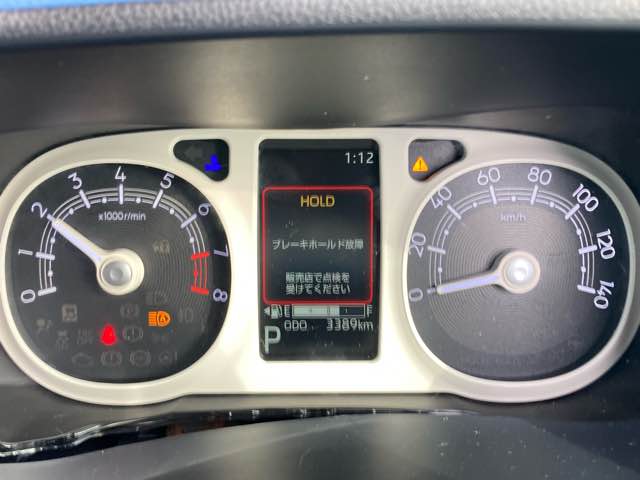 1:12
HOLD
ブレーキホールド故障
販売店で点検を
受けてください
E F
ODO 3389km
P
0 1 2 3 4 5 6 7 8
x1000r/min
0 20 40 60 80 100 120 140
km/h